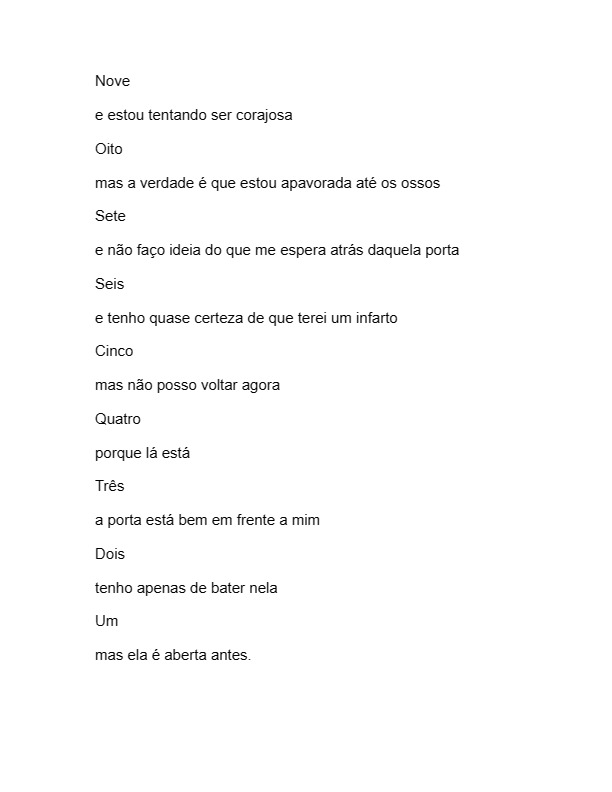 Nove
e estou tentando ser corajosa
Oito
mas a verdade é que estou apavorada até os ossos
Sete
e não faço ideia do que me espera atrás daquela porta
Seis
e tenho quase certeza de que terei um infarto
Cinco
mas não posso voltar agora
Quatro
porque lá está
Três
a porta está bem em frente a mim
Dois
tenho apenas de bater nela
Um
mas ela é aberta antes.